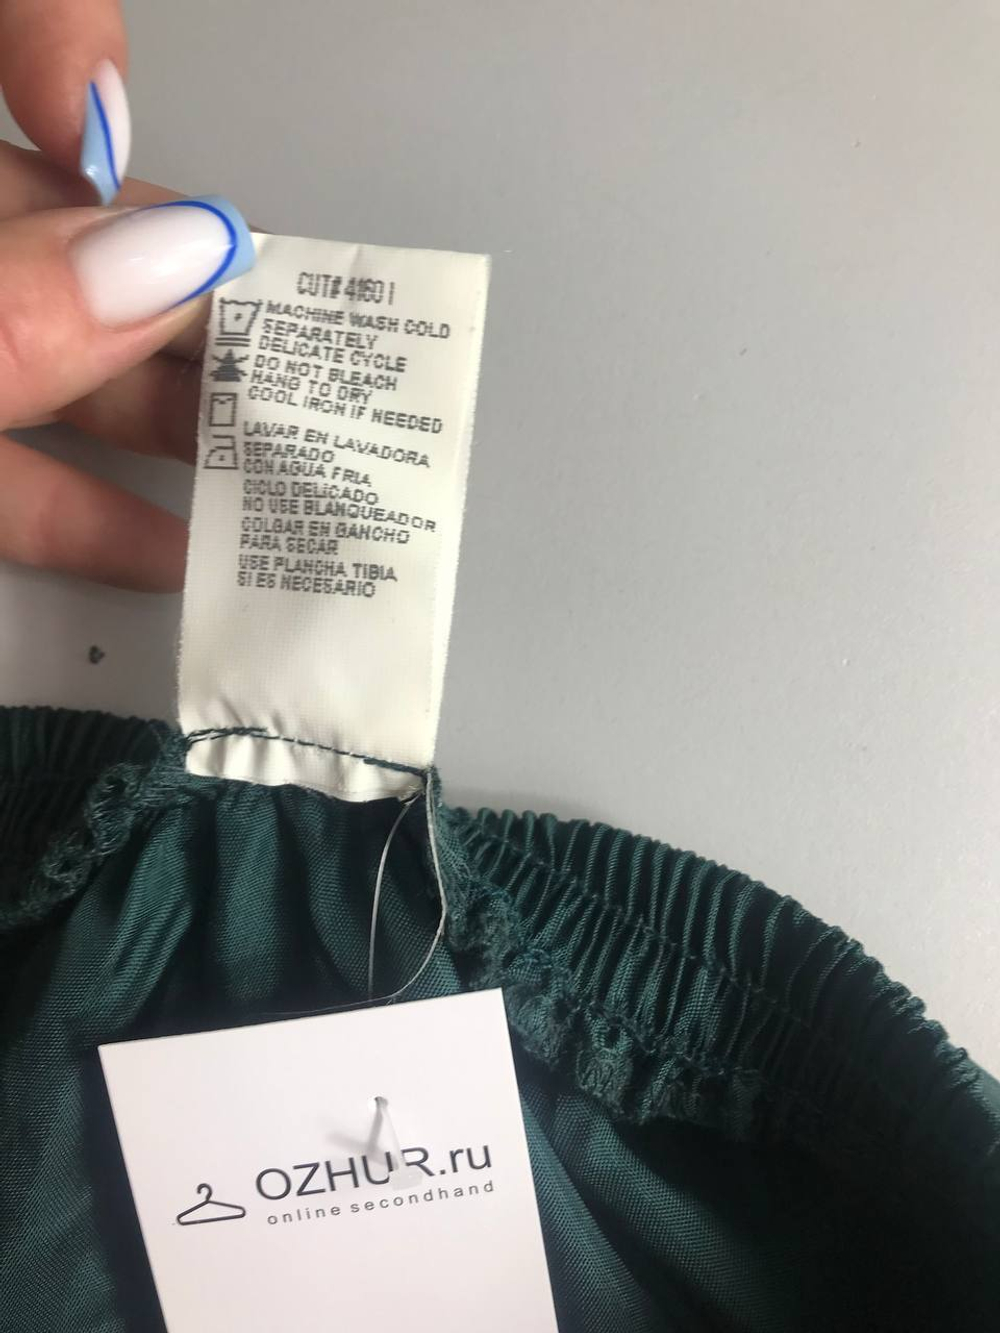 CUT# 41601
MACHINE WASH COLD
SEPARATELY
DELICATE CYCLE
DO NOT BLEACH
HANG TO DRY
COOL IRON IF NEEDED
LAVAR EN LAVADORA
SEPARADO
CON AGUA FRIA
CICLO DELICADO
NO USE BLANQUEADOR
COLGAR EN GANCHO
PARA SECAR
USE PLANCHA TIBIA
SI ES NECESARIO
OZHUR.ru
online secondhand